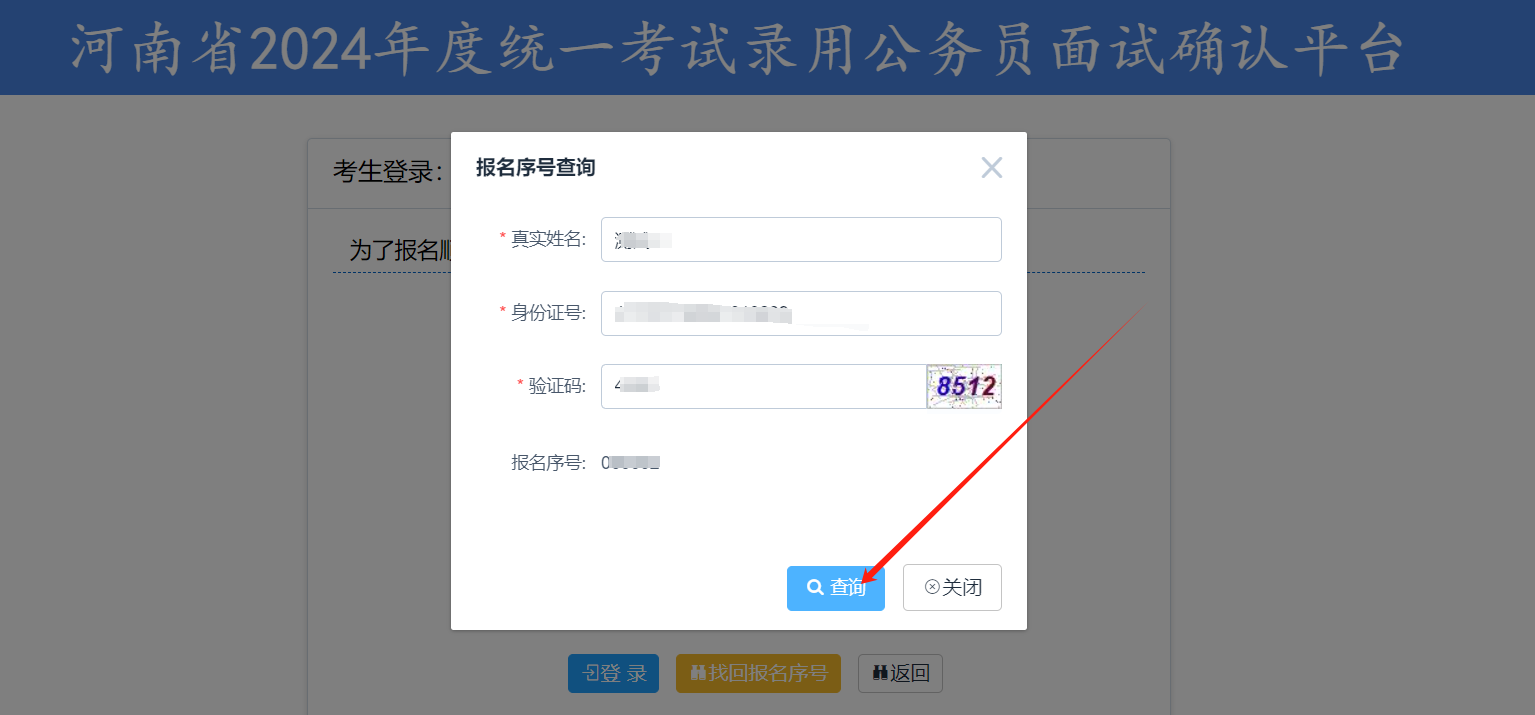 河南省2024年度统一考试录用公务员面试确认平台
考生登录：
为了报名
报名序号查询
* 真实姓名:
* 身份证号:
* 验证码: 4
8512
报名序号: 0
查询
关闭
登 录
找回报名序号
返回